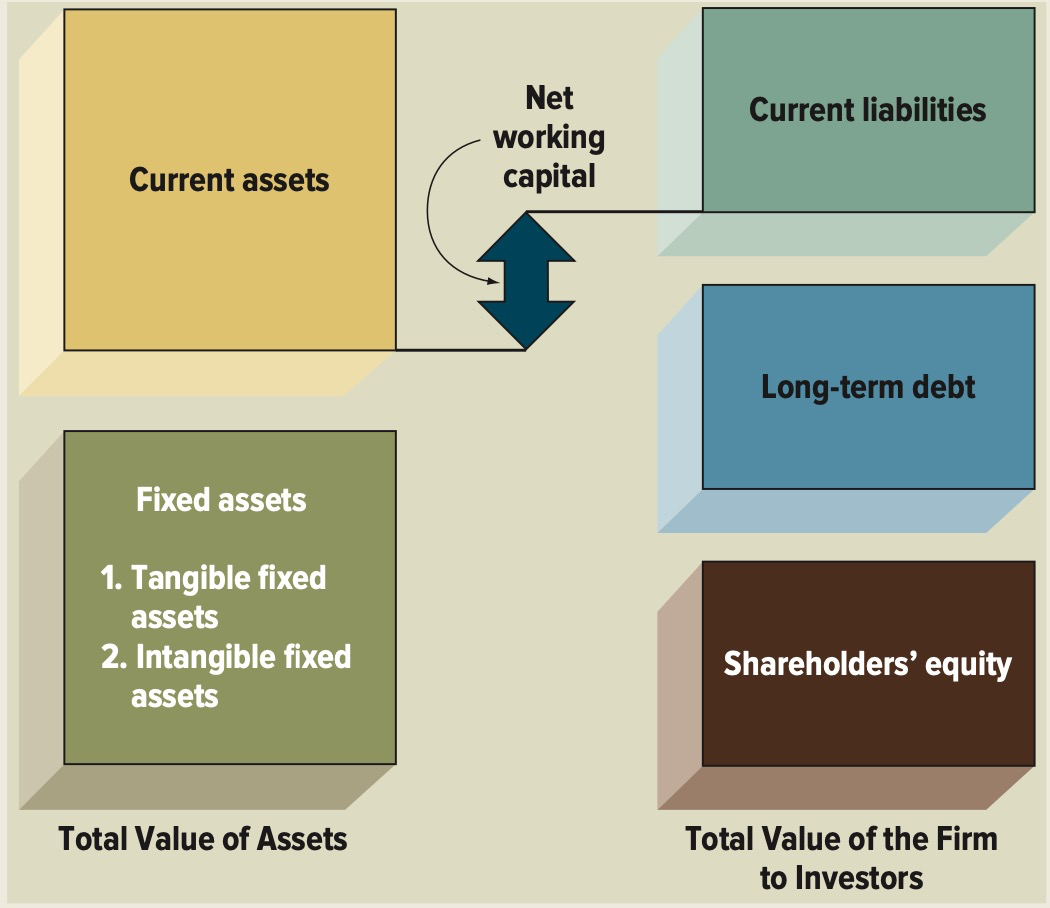 Current assets
Net
working
capital
Current liabilities
Long-term debt
Fixed assets
1. Tangible fixed
assets
2. Intangible fixed
assets
Shareholders’ equity
Total Value of Assets
Total Value of the Firm
to Investors